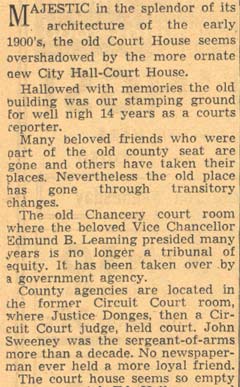 MAJESTIC in the splendor of its
architecture of the early
1900's, the old Court House seems
overshadowed by the more ornate
new City Hall-Court House.
Hallowed with memories the old
building was our stamping ground
for well nigh 14 years as a courts
reporter.
Many beloved friends who were
part of the old county seat are
gone and others have taken their
places. Nevertheless the old place
has gone through transitory
changes.
The old Chancery court room
where the beloved Vice Chancellor
Edmund B. Leaming presided many
years is no longer a tribunal of
equity. It has been taken over by
a government agency.
County agencies are located in
the former Circuit Court room,
where Justice Donges, then a Cir-
cuit Court judge, held court. John
Sweeney was the sergeant-of-arms
more than a decade. No newspaper-
man ever held a more loyal friend.
The court house seems so empty